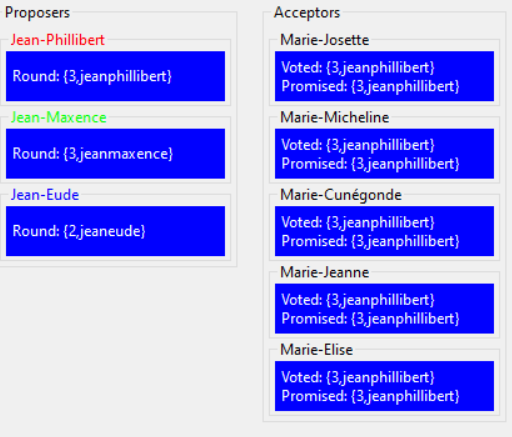 Proposers
Jean-Phillibert
Round: {3,jeanphillibert}
Jean-Maxence
Round: {3,jeanmaxence}
Jean-Eude
Round: {2,jeaneude}
Acceptors
Marie-Josette
Voted: {3,jeanphillibert}
Promised: {3,jeanphillibert}
Marie-Micheline
Voted: {3,jeanphillibert}
Promised: {3,jeanphillibert}
Marie-Cunégonde
Voted: {3,jeanphillibert}
Promised: {3,jeanphillibert}
Marie-Jeanne
Voted: {3,jeanphillibert}
Promised: {3,jeanphillibert}
Marie-Elise
Voted: {3,jeanphillibert}
Promised: {3,jeanphillibert}